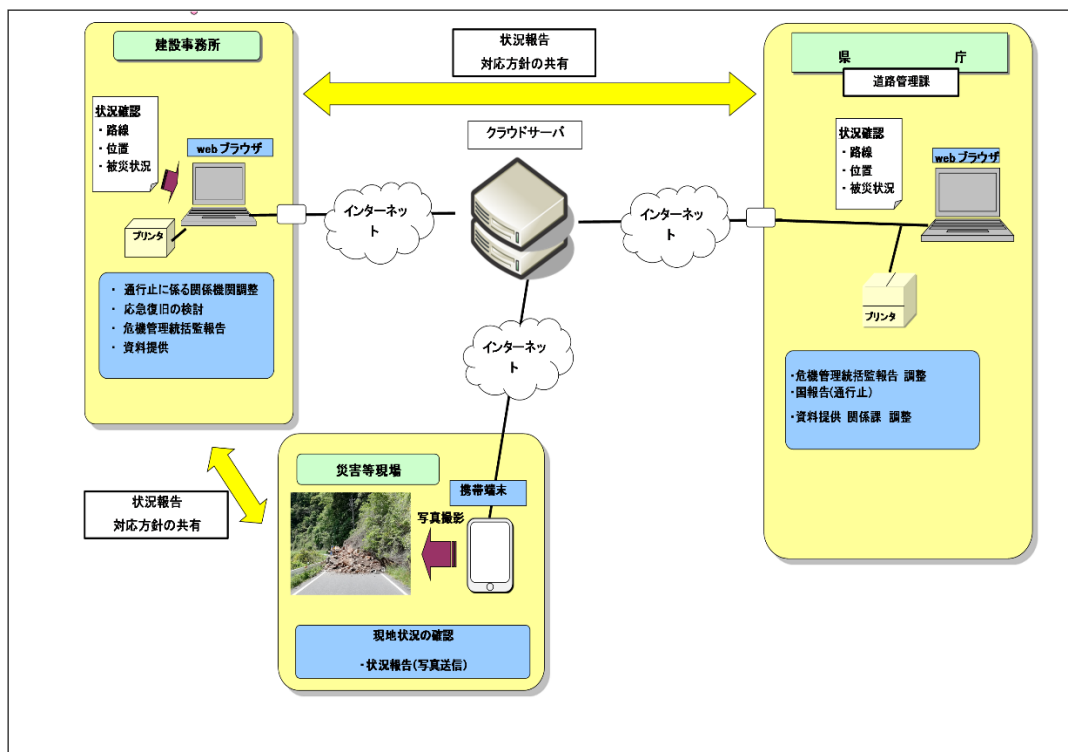 建設事務所
状況確認
・路線
・位置
・被災状況
webブラウザ
プリンタ
・ 通行止に係る関係機関調整
・ 応急復旧の検討
・ 危機管理統括監報告
・ 資料提供
状況報告
対応方針の共有
クラウドサーバ
インターネッ
ト
インターネッ
ト
インターネッ
ト
県 庁
道路管理課
状況確認
・路線
・位置
・被災状況
webブラウザ
プリンタ
・危機管理統括監報告 調整
・国報告(通行止)
・資料提供 関係課 調整
状況報告
対応方針の共有
災害等現場
携帯端末
写真撮影
現地状況の確認
・状況報告(写真送信)